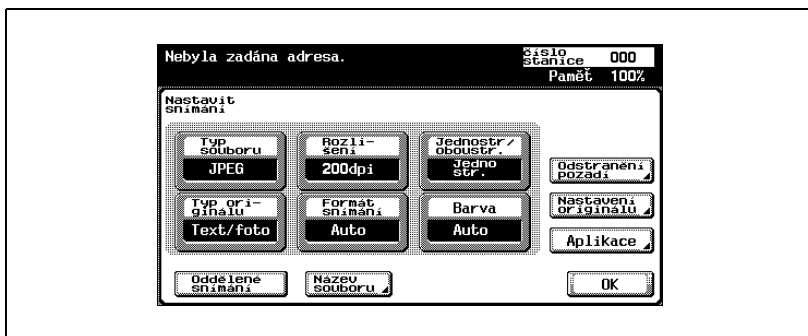 Nebyla zadána adresa.
číslo
stanice 000
Paměť 100%
Nastavit
snímání
Typ
souboru
JPEG
Rozli-
šení
200dpi
Jednostr/
oboustr.
Jedno
str.
Odstranění
pozadí
Typ ori-
ginálu
Text/foto
Formát
snímání
Auto
Barva
Auto
Nastavení
originálu
Aplikace
Oddělené
snímání
Název
souboru
OK